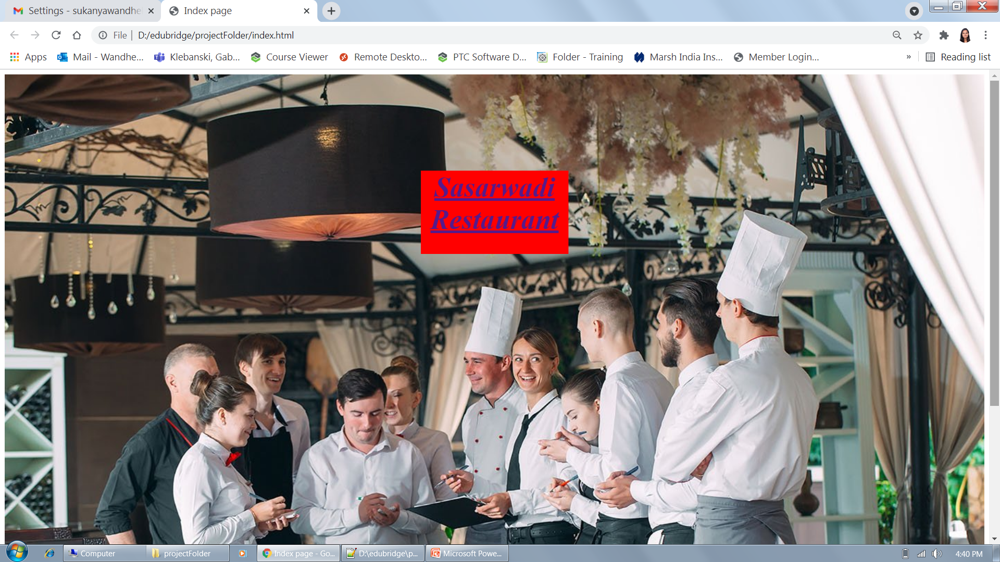 Settings - sukanyawandhe
Index page
File
D:/edubridge/projectFolder/index.html
Apps
Mail - Wandhe...
Klebanski, Gab...
Course Viewer
Remote Deskto...
PTC Software D...
Folder - Training
Marsh India Ins...
Member Login...
»
Reading list
Sasarwadi
Restaurant
Computer
projectFolder
Index page - Go...
D:\edubridge\p...
Microsoft Powe...
4:40 PM